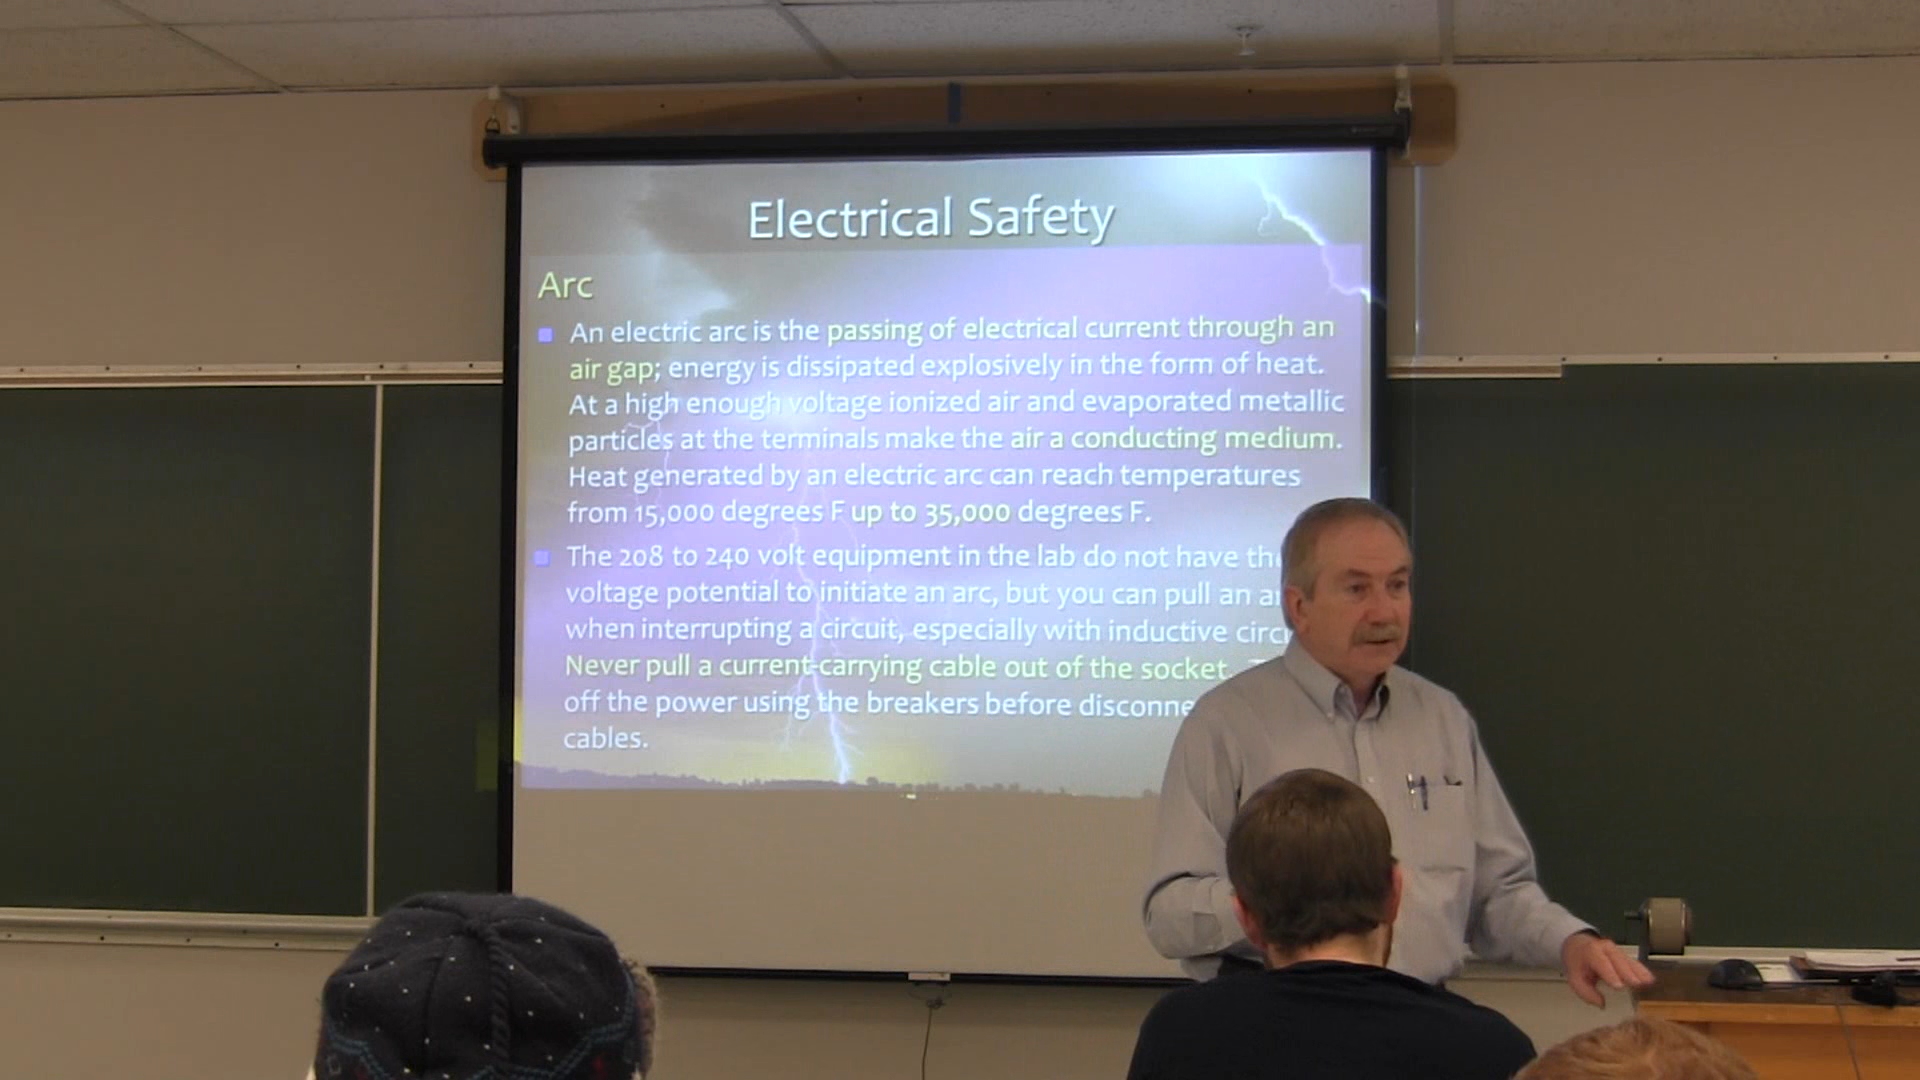 Electrical Safety
Arc
An electric arc is the passing of electrical current through an
air gap; energy is dissipated explosively in the form of heat.
At a high enough voltage ionized air and evaporated metallic
particles at the terminals make the air a conducting medium.
Heat generated by an electric arc can reach temperatures
from 15,000 degrees F up to 35,000 degrees F.
The 208 to 240 volt equipment in the lab do not have the
voltage potential to initiate an arc, but you can pull an
when interrupting a circuit, especially with inductive
Never pull a current-carrying cable out of the socket.
off the power using the breakers before
cables.